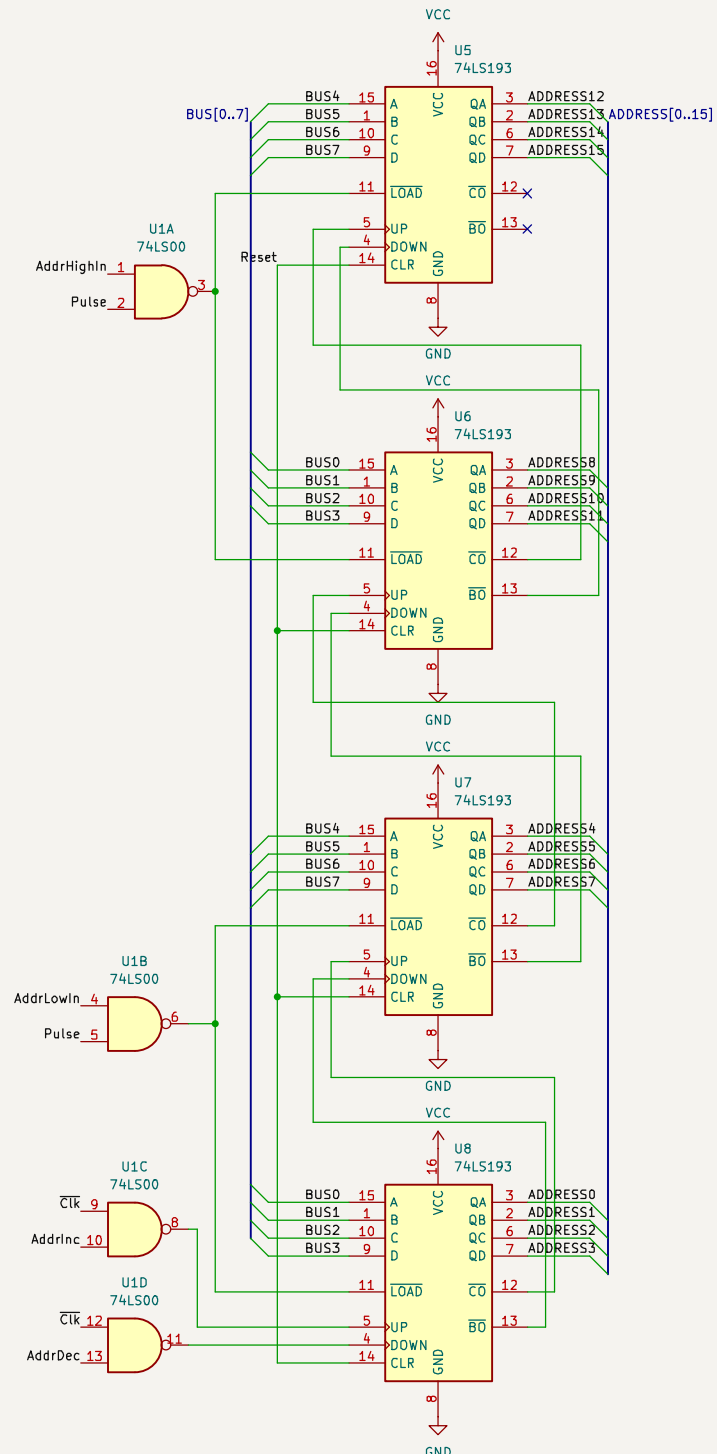 VCC
U5
74LS193
16
VCC
BUS[0..7]
ADDRESS[0..15]
BUS4 15 A QA 3 ADDRESS12
BUS5 1 B QB 2 ADDRESS13
BUS6 10 C QC 6 ADDRESS14
BUS7 9 D QD 7 ADDRESS15
11 LOAD CO 12
5 UP BO 13
4 DOWN
Reset 14 CLR
GND
8
GND
U1A
74LS00
AddrHighIn 1
3
Pulse 2
VCC
U6
74LS193
16
VCC
BUS0 15 A QA 3 ADDRESS8
BUS1 1 B QB 2 ADDRESS9
BUS2 10 C QC 6 ADDRESS10
BUS3 9 D QD 7 ADDRESS11
11 LOAD CO 12
5 UP BO 13
4 DOWN
14 CLR
GND
8
GND
VCC
U7
74LS193
16
VCC
BUS4 15 A QA 3 ADDRESS4
BUS5 1 B QB 2 ADDRESS5
BUS6 10 C QC 6 ADDRESS6
BUS7 9 D QD 7 ADDRESS7
11 LOAD CO 12
5 UP BO 13
4 DOWN
14 CLR
GND
8
GND
U1B
74LS00
AddrLowIn 4
6
Pulse 5
VCC
U8
74LS193
16
VCC
BUS0 15 A QA 3 ADDRESS0
BUS1 1 B QB 2 ADDRESS1
BUS2 10 C QC 6 ADDRESS2
BUS3 9 D QD 7 ADDRESS3
11 LOAD CO 12
5 UP BO 13
4 DOWN
14 CLR
GND
8
GND
U1C
74LS00
Clk 9
8
AddrInc 10
U1D
74LS00
Clk 12
11
AddrDec 13